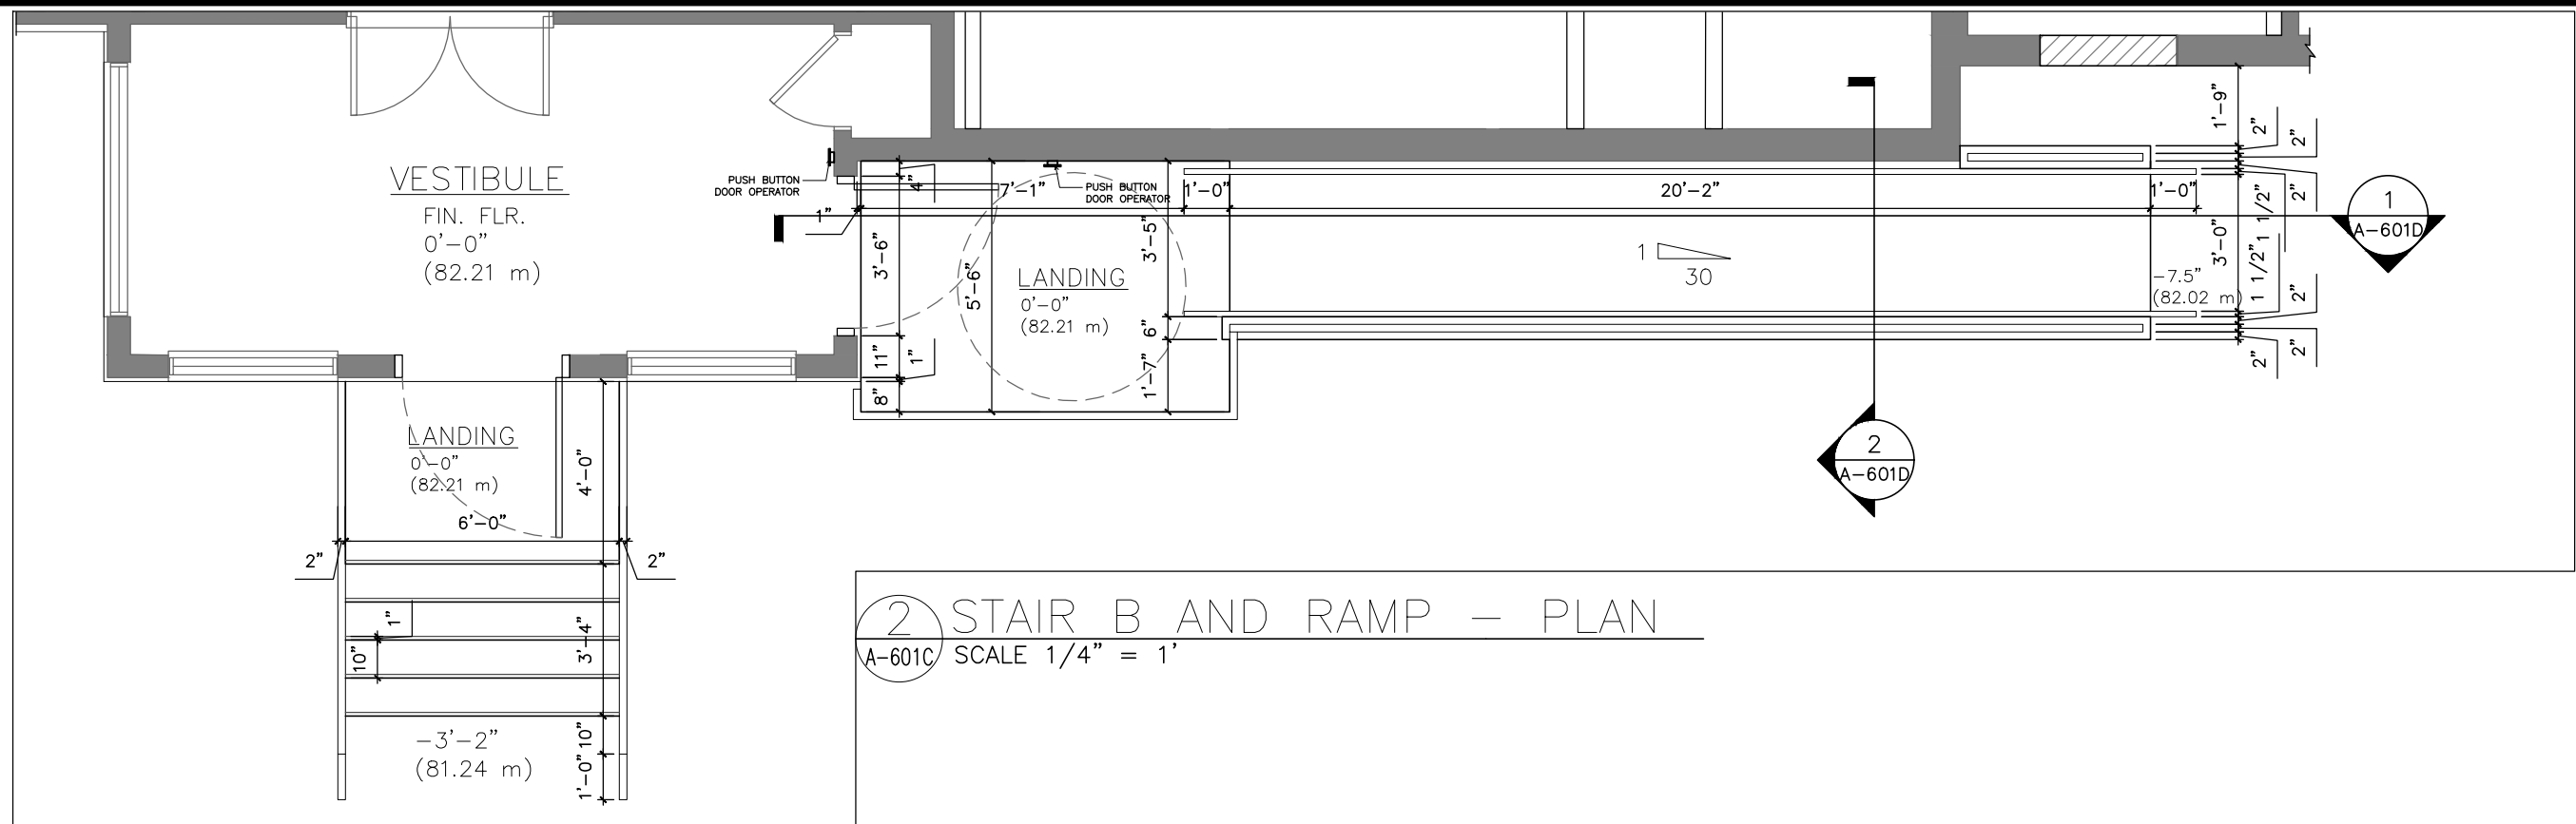 1'-9"
2"
2"
VESTIBULE
FIN. FLR.
0'-0"
(82.21 m)
PUSH BUTTON
DOOR OPERATOR
4"
7'-1"
PUSH BUTTON
DOOR OPERATOR
1'-0"
20'-2"
1'-0"
1"
2"
1 1/2"
1
A-601D
3'-6"
5'-6"
3'-5"
LANDING
0'-0"
(82.21 m)
1
30
3'-0"
-7.5"
(82.02 m)
1 1/2"
2"
11"
1"
6"
1'-7"
8"
2"
2"
LANDING
0'-0"
(82.21 m)
4'-0"
6'-0"
2"
2"
2
A-601D
1"
10"
3'-4"
2
A-601C
STAIR B AND RAMP - PLAN
SCALE 1/4" = 1'
10"
-3'-2"
(81.24 m)
1'-0"